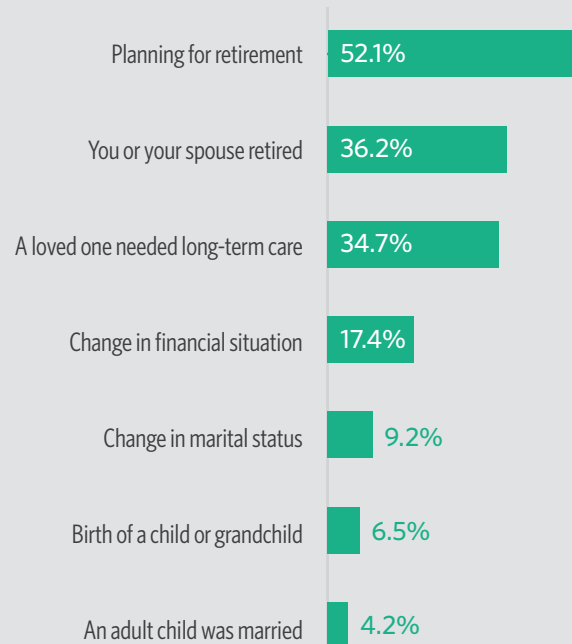 Planning for retirement 52.1%
You or your spouse retired 36.2%
A loved one needed long-term care 34.7%
Change in financial situation 17.4%
Change in marital status 9.2%
Birth of a child or grandchild 6.5%
An adult child was married 4.2%